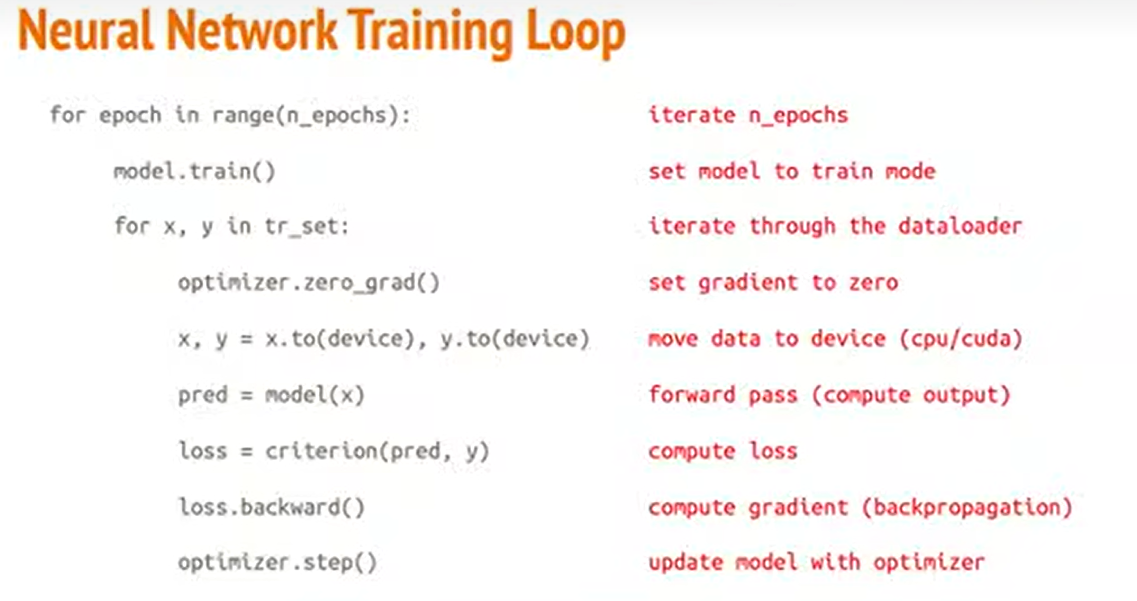 Neural Network Training Loop
for epoch in range(n_epochs): iterate n_epochs
model.train() set model to train mode
for x, y in tr_set: iterate through the dataloader
optimizer.zero_grad() set gradient to zero
x, y = x.to(device), y.to(device) move data to device (cpu/cuda)
pred = model(x) forward pass (compute output)
loss = criterion(pred, y) compute loss
loss.backward() compute gradient (backpropagation)
optimizer.step() update model with optimizer